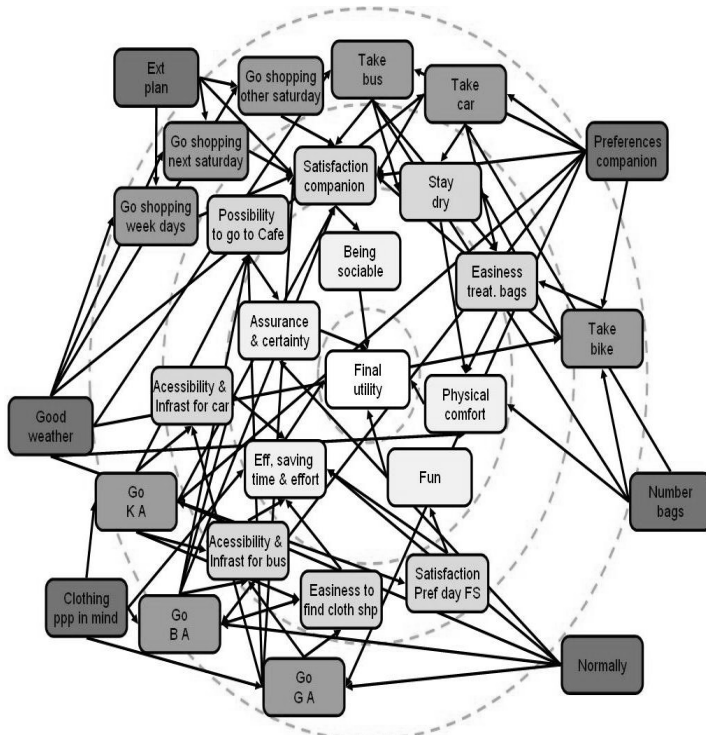 Ext
plan
Go shopping
other saturday
Take
bus
Take
car
Go shopping
next saturday
Satisfaction
companion
Stay
dry
Preferences
companion
Go shopping
week days
Possibility
to go to Cafe
Being
sociable
Easiness
treat. bags
Assurance
& certainty
Take
bike
Final
utility
Acessibility &
Infrast for car
Physical
comfort
Good
weather
Eff, saving
time & effort
Fun
Go
K A
Number
bags
Acessibility &
Infrast for bus
Clothing
ppp in mind
Go
B A
Easiness to
find cloth shp
Satisfaction
Pref day FS
Normally
Go
G A